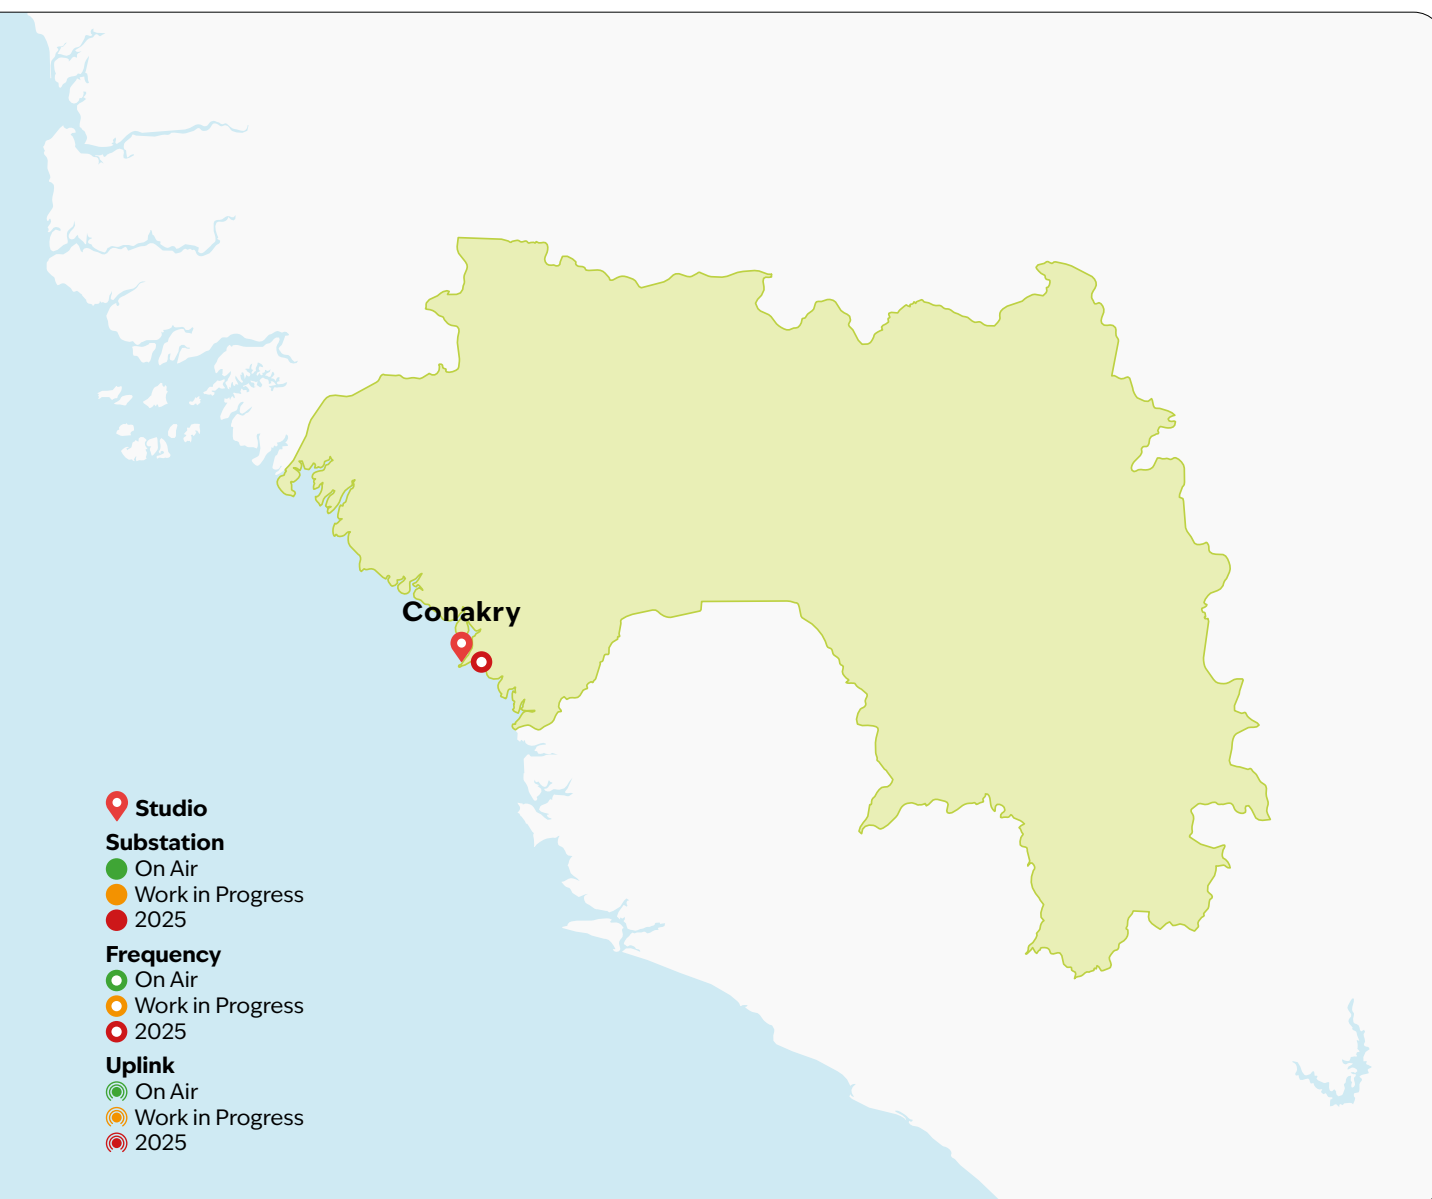 Conakry
Studio
Substation
On Air
Work in Progress
2025
Frequency
On Air
Work in Progress
2025
Uplink
On Air
Work in Progress
2025